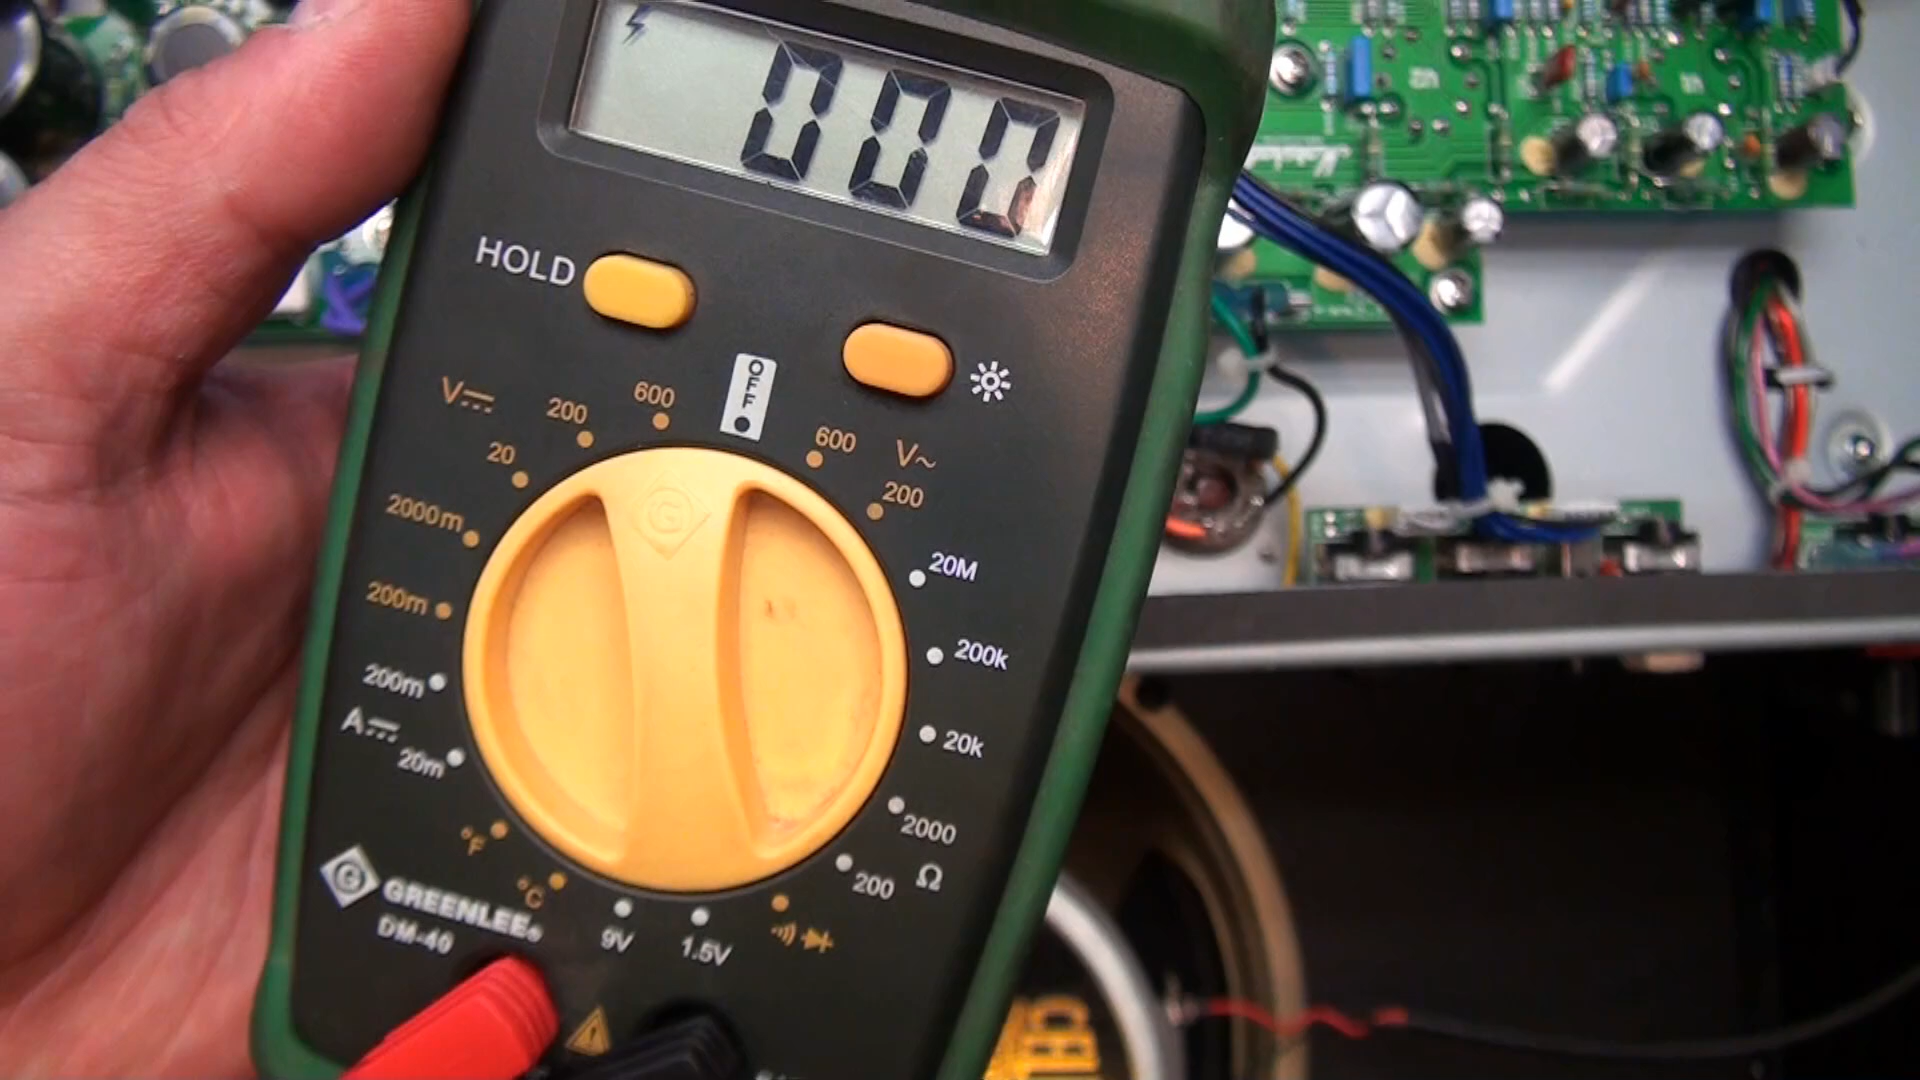 000
HOLD
OFF
V
600
200
20
2000m
200m
200m
A
20m
°F
°C
9V
1.5V
600
V~
200
20M
200k
20k
2000
200
Ω
G GREENLEE®
DM-40